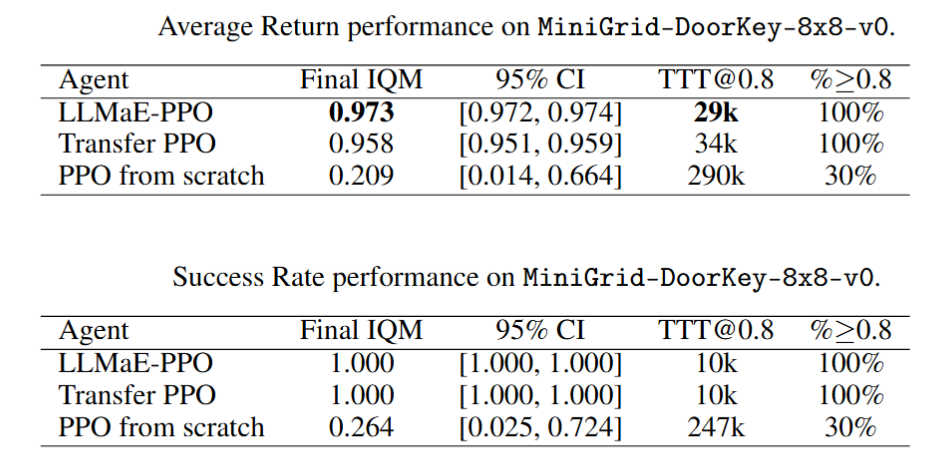 Average Return performance on MiniGrid-DoorKey-8x8-v0.
Agent Final IQM 95% CI TTT@0.8 %≥0.8
LLMaE-PPO 0.973 [0.972, 0.974] 29k 100%
Transfer PPO 0.958 [0.951, 0.959] 34k 100%
PPO from scratch 0.209 [0.014, 0.664] 290k 30%
Success Rate performance on MiniGrid-DoorKey-8x8-v0.
Agent Final IQM 95% CI TTT@0.8 %≥0.8
LLMaE-PPO 1.000 [1.000, 1.000] 10k 100%
Transfer PPO 1.000 [1.000, 1.000] 10k 100%
PPO from scratch 0.264 [0.025, 0.724] 247k 30%